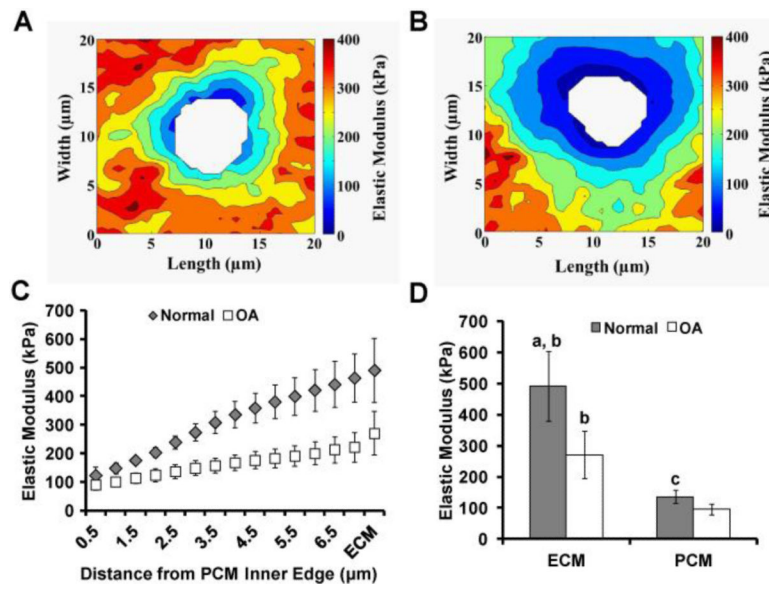 A
20
15
10
5
0
0 5 10 15 20
Width (µm)
Length (µm)
400
300
200
100
0
Elastic Modulus (kPa)
B
20
15
10
5
0
0 5 10 15 20
Width (µm)
Length (µm)
400
300
200
100
0
Elastic Modulus (kPa)
C
Normal OA
700
600
500
400
300
200
100
0
Elastic Modulus (kPa)
0.5 1.5 2.5 3.5 4.5 5.5 6.5 ECM
Distance from PCM Inner Edge (µm)
D
Normal OA
700
600
500
400
300
200
100
0
Elastic Modulus (kPa)
a, b
b
c
ECM PCM